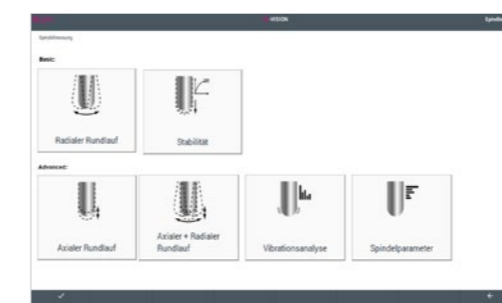 VISION
Spindelmessung
Basic:
Radialer Rundlauf
Stabilität
Advanced:
Axialer Rundlauf
Axialer + Radialer
Rundlauf
Vibrationsanalyse
Spindelparameter